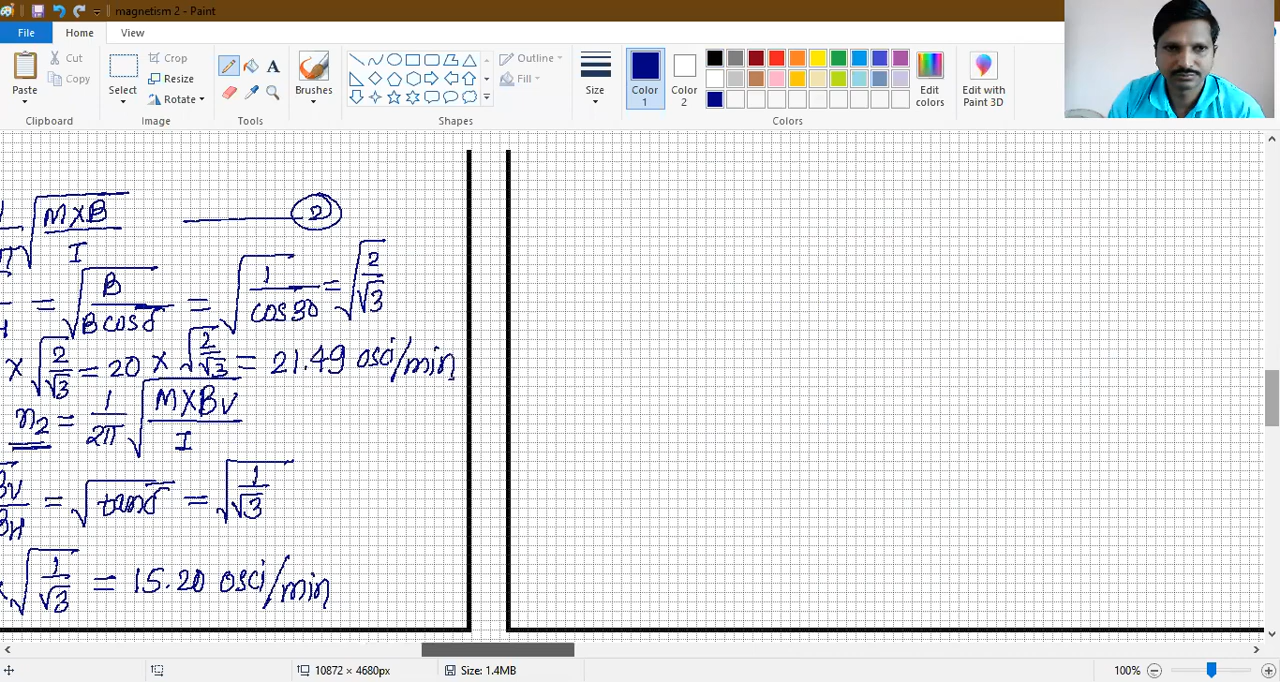 magnetism 2 - Paint
File Home View
Paste Cut Copy Clipboard
Select Crop Resize Rotate Image
Tools
Brushes
Outline Fill Shapes
Size
Color 1 Color 2 Edit colors Edit with Paint 3D Colors
√(M×B/I) ——— 2
= √(B/B cos δ) = √(1/cos 30) = √(2/√3)
× √(2/√3) = 20 × √(2/√3) = 21.49 osci/min
n₂ = 1/2π √(M×BV/I)
BV/BH = √tan δ = √(1/√3)
√(1/√3) = 15.20 osci/min
10872 × 4680px Size: 1.4MB 100%